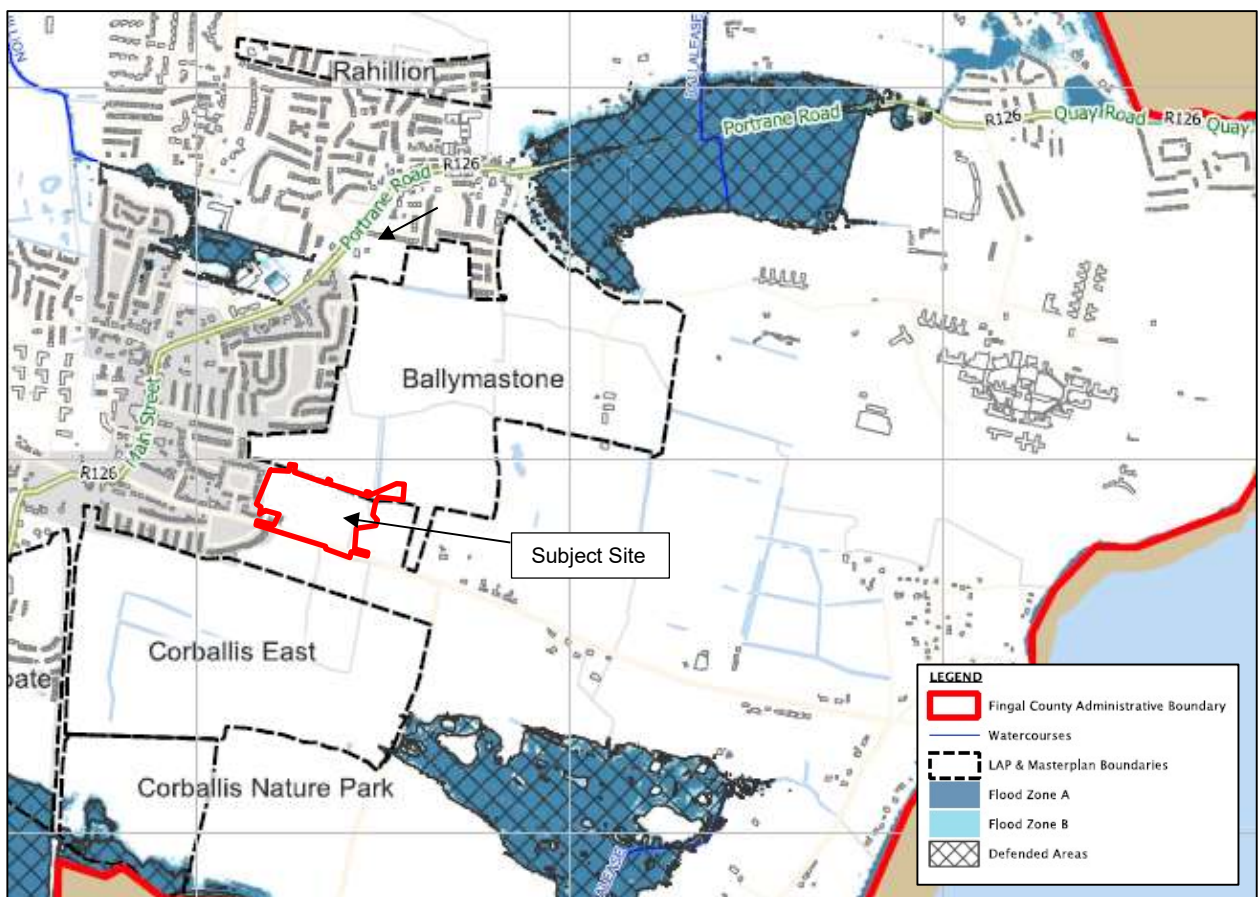 Rahillion
Portrane Road
R126
Quay Road
R126
Quay
R126
Portrane Road
Ballymastone
Main Street
R126
Subject Site
Corballis East
Corballis Nature Park
LEGEND
Fingal County Administrative Boundary
Watercourses
LAP & Masterplan Boundaries
Flood Zone A
Flood Zone B
Defended Areas